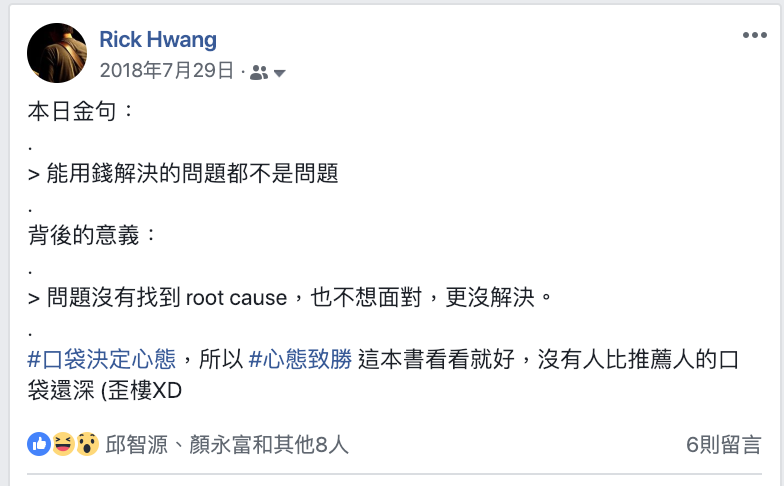 Rick Hwang
2018年7月29日 ·
本日金句：
.
> 能用錢解決的問題都不是問題
.
背後的意義：
.
> 問題沒有找到 root cause，也不想面對，更沒解決。
.
#口袋決定心態，所以 #心態致勝 這本書看看就好，沒有人比推薦人的口
袋還深 (歪樓XD
邱智源、顏永富和其他8人
6則留言